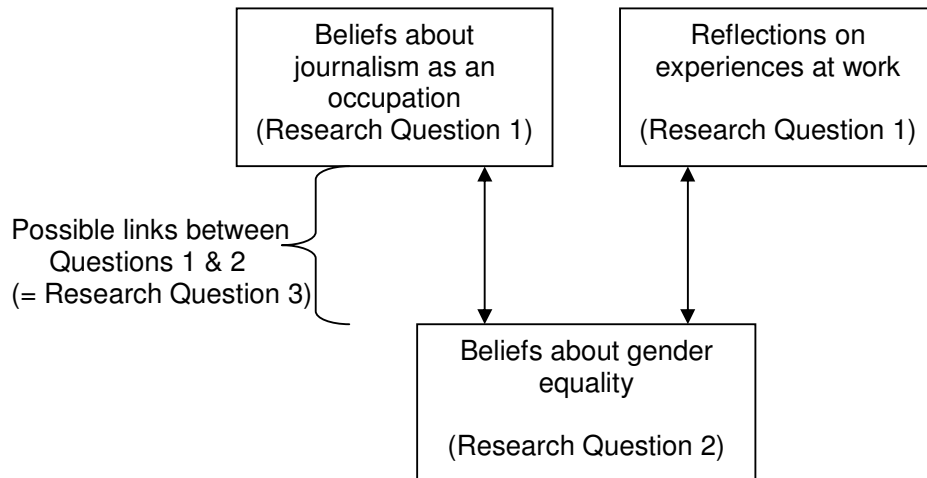 Beliefs about
journalism as an
occupation
(Research Question 1)
Reflections on
experiences at work
(Research Question 1)
Possible links between
Questions 1 & 2
(= Research Question 3)
Beliefs about gender
equality
(Research Question 2)